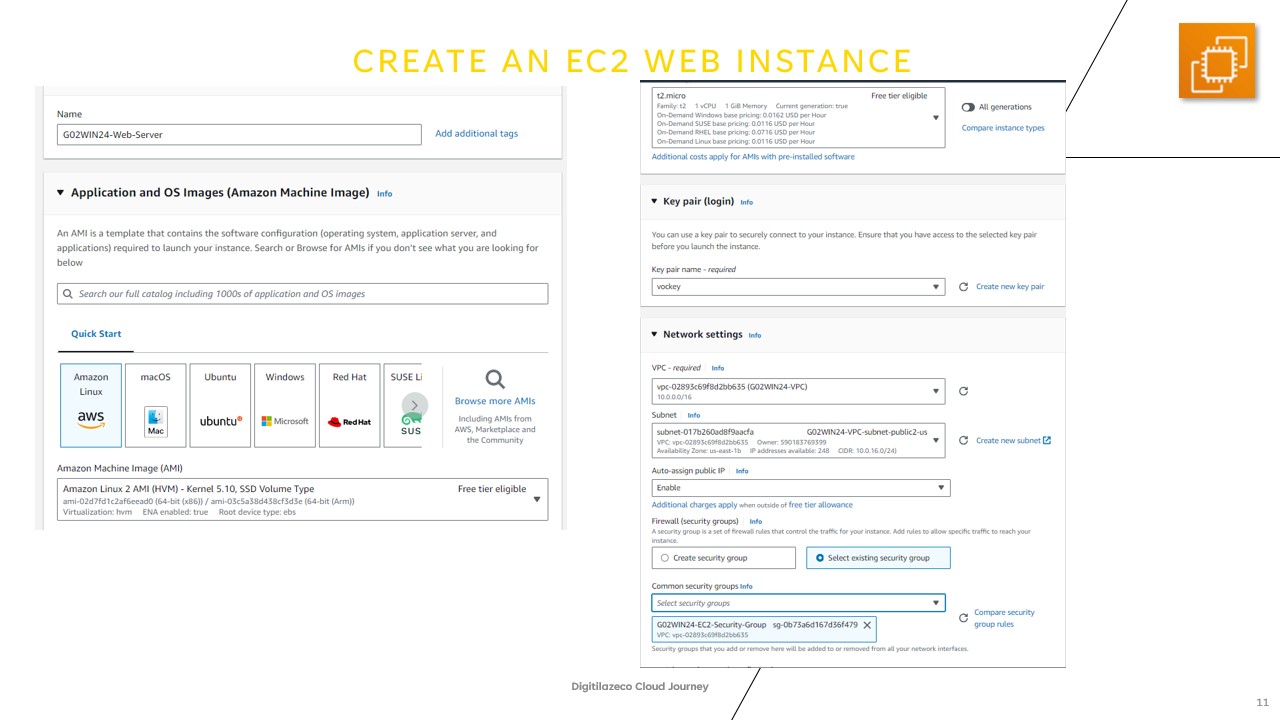 CREATE AN EC2 WEB INSTANCE
Name
G02WIN24-Web-Server
Add additional tags
Application and OS Images (Amazon Machine Image) Info
An AMI is a template that contains the software configuration (operating system, application server, and
applications) required to launch your instance. Search or Browse for AMIs if you don't see what you are looking for
below
Search our full catalog including 1000s of application and OS images
Quick Start
Amazon
Linux
aws
macOS
Mac
Ubuntu
ubuntu
Windows
Microsoft
Red Hat
Red Hat
SUSE Li
SUS
Browse more AMIs
Including AMIs from
AWS, Marketplace and
the Community
Amazon Machine Image (AMI)
Amazon Linux 2 AMI (HVM) - Kernel 5.10, SSD Volume Type Free tier eligible
ami-02d7fd1c2af6eead0 (64-bit (x86)) / ami-03c5a38d438cf3d3e (64-bit (Arm))
Virtualization: hvm ENA enabled: true Root device type: ebs
t2.micro Free tier eligible
Family: t2 1 vCPU 1 GiB Memory Current generation: true
On-Demand Windows base pricing: 0.0162 USD per Hour
On-Demand SUSE base pricing: 0.0116 USD per Hour
On-Demand RHEL base pricing: 0.0716 USD per Hour
On-Demand Linux base pricing: 0.0116 USD per Hour
All generations
Compare instance types
Additional costs apply for AMIs with pre-installed software
Key pair (login) Info
You can use a key pair to securely connect to your instance. Ensure that you have access to the selected key pair
before you launch the instance.
Key pair name - required
vockey
Create new key pair
Network settings Info
VPC - required Info
vpc-02893c69f8d2bb635 (G02WIN24-VPC)
10.0.0.0/16
Subnet Info
subnet-017b260ad8f9aacfa G02WIN24-VPC-subnet-public2-us
VPC: vpc-02893c69f8d2bb635 Owner: 590183769399
Availability Zone: us-east-1b IP addresses available: 248 CIDR: 10.0.16.0/24)
Create new subnet
Auto-assign public IP Info
Enable
Additional charges apply when outside of free tier allowance
Firewall (security groups) Info
A security group is a set of firewall rules that control the traffic for your instance. Add rules to allow specific traffic to reach your
instance.
Create security group
Select existing security group
Common security groups Info
Select security groups
G02WIN24-EC2-Security-Group sg-0b73a6d167d36f479
VPC: vpc-02893c69f8d2bb635
Compare security
group rules
Security groups that you add or remove here will be added to or removed from all your network interfaces.
Digitilazeco Cloud Journey
11